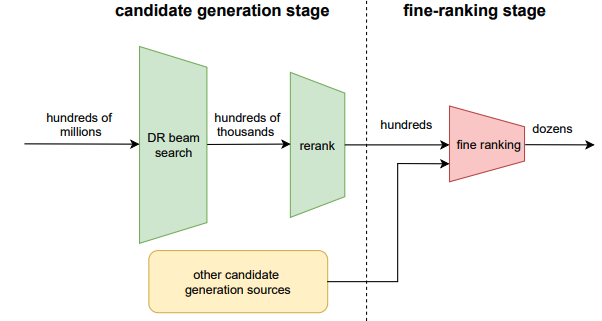 candidate generation stage
fine-ranking stage
hundreds of
millions
DR beam
search
hundreds of
thousands
rerank
hundreds
fine ranking
dozens
other candidate
generation sources